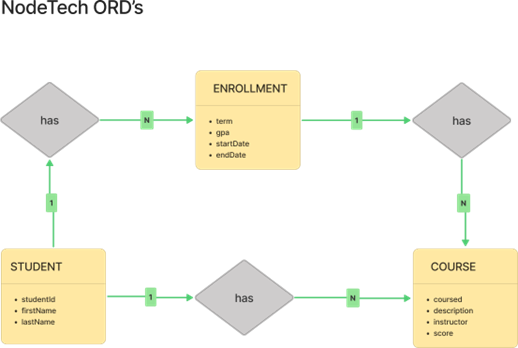 NodeTech ORD's
ENROLLMENT
term
gpa
startDate
endDate
has
N
1
has
1
N
STUDENT
studentId
firstName
lastName
1
has
N
COURSE
coursed
description
instructor
score